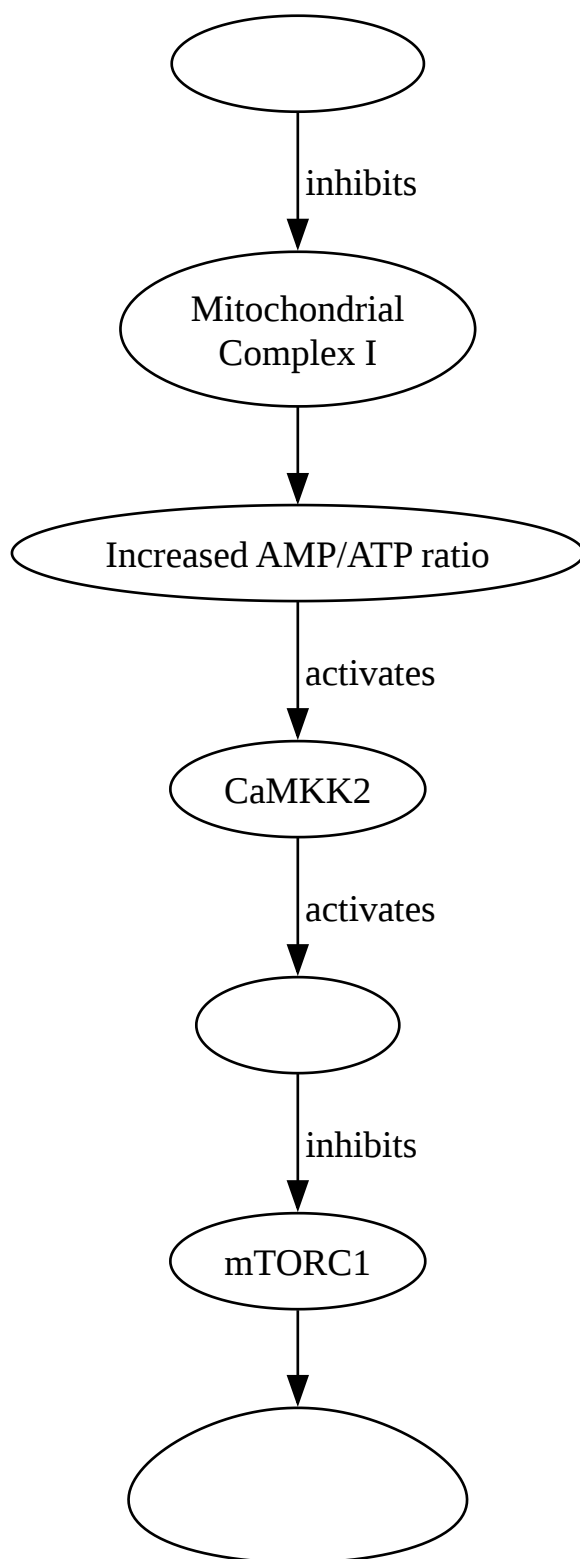 inhibits
Mitochondrial
Complex I
Increased AMP/ATP ratio
activates
CaMKK2
activates
inhibits
mTORC1